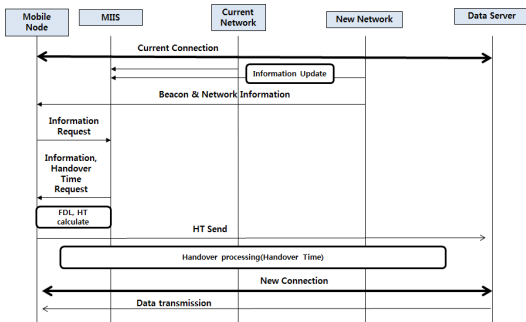 Mobile
Node
MIIS
Current
Network
New Network
Data Server
Current Connection
Information Update
Beacon & Network Information
Information
Request
Information,
Handover
Time
Request
FDL, HT
calculate
HT Send
Handover processing(Handover Time)
New Connection
Data transmission